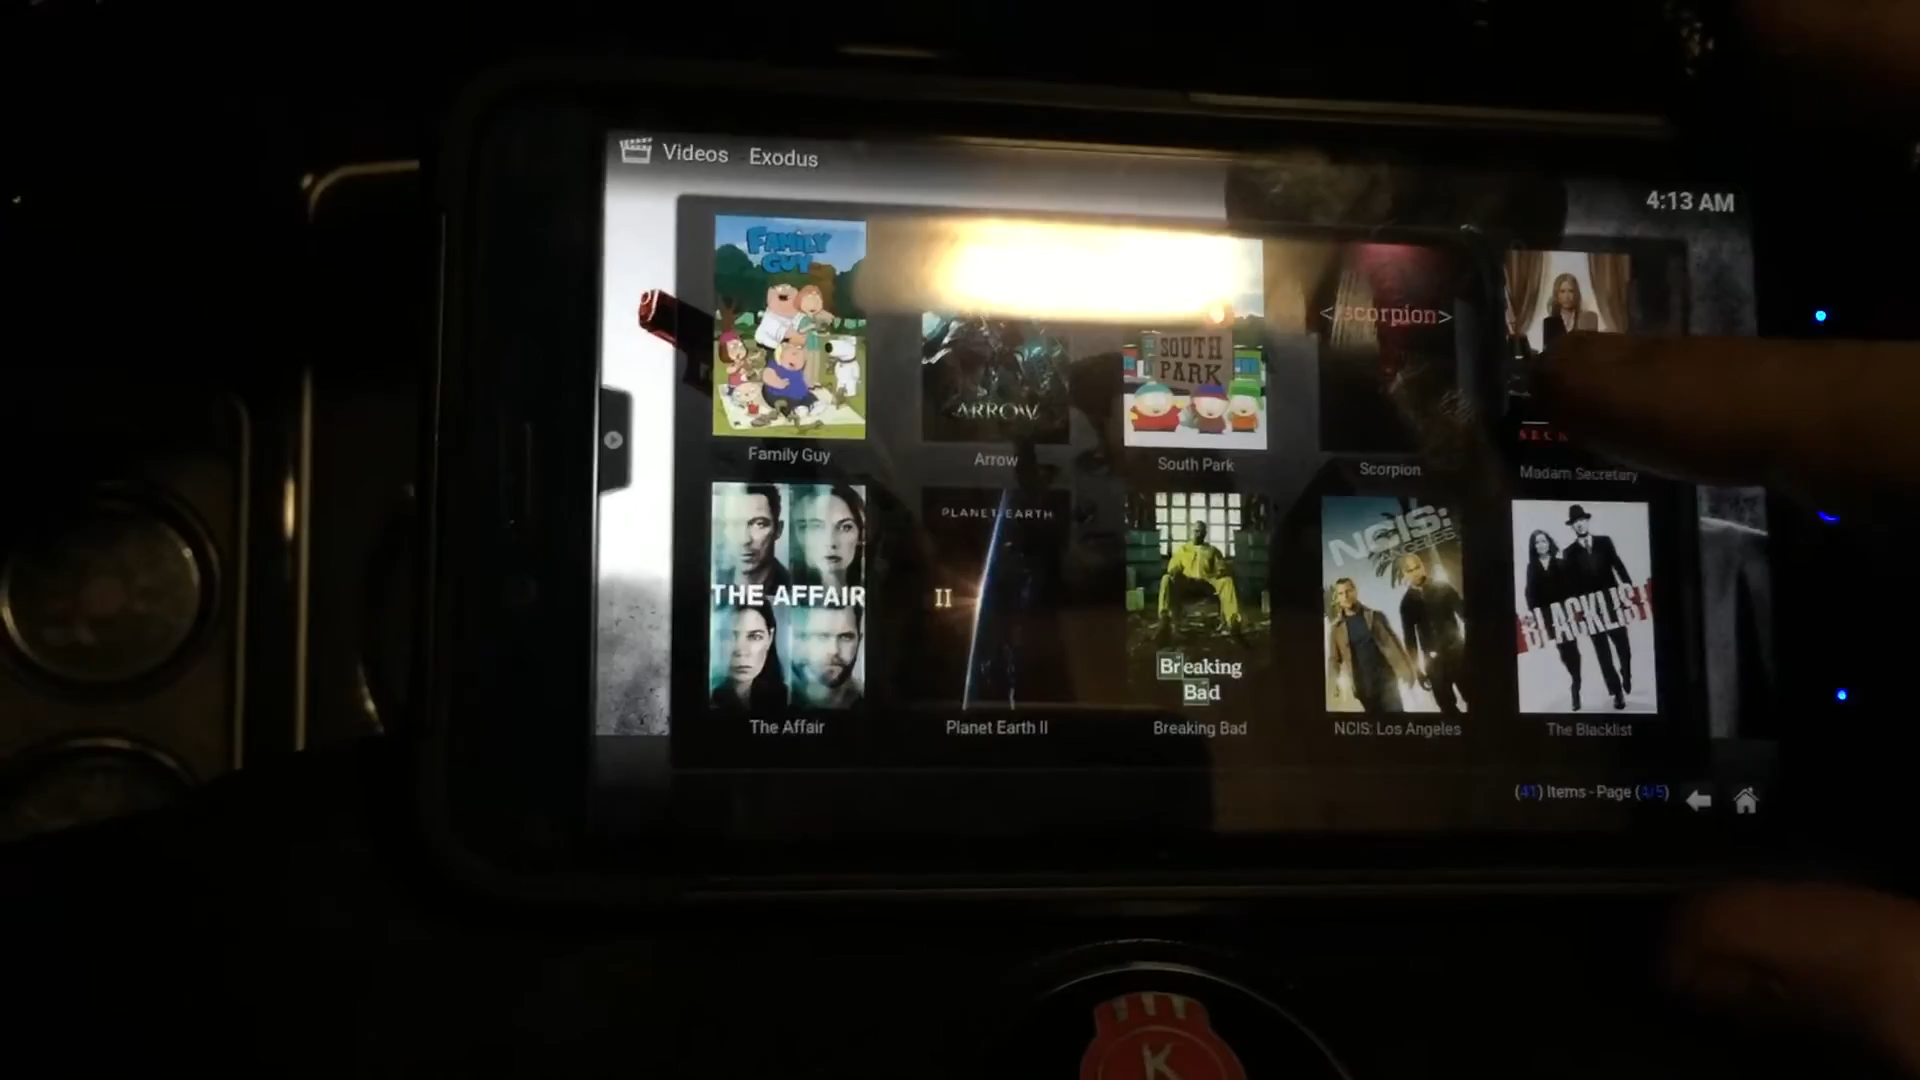 Videos Exodus
4:13 AM
FAMILY GUY
ARROW
SOUTH PARK
<scorpion>
Family Guy
Arrow
South Park
Scorpion
Madam Secretary
THE AFFAIR
PLANET EARTH
II
Breaking
Bad
NCIS:
LOS ANGELES
BLACKLIST
The Affair
Planet Earth II
Breaking Bad
NCIS: Los Angeles
The Blacklist
(41) Items - Page (4/5)
K